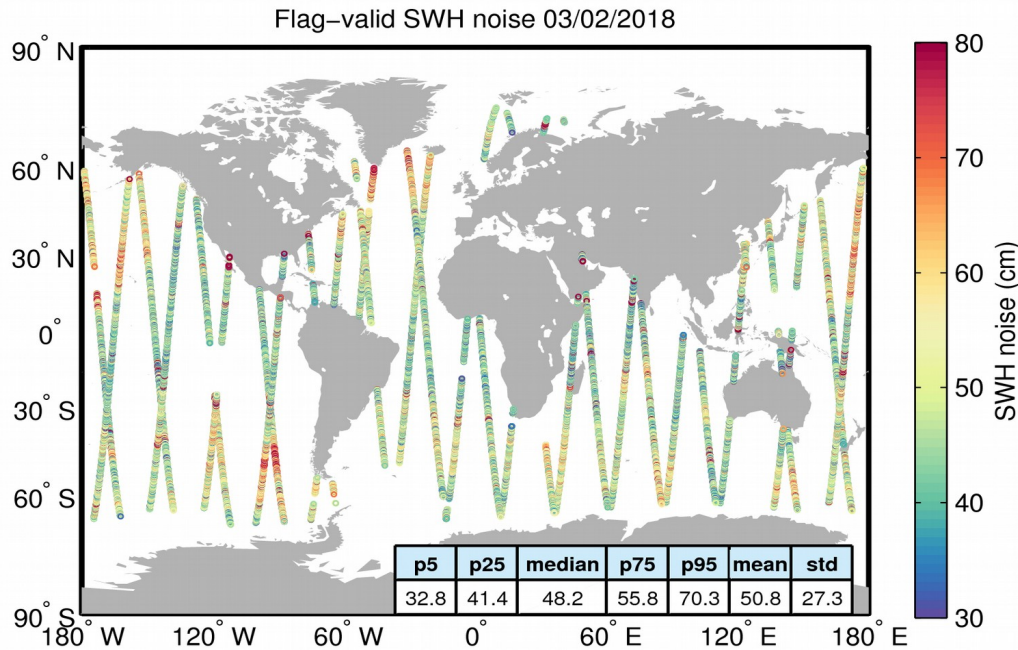 Flag−valid SWH noise 03/02/2018
90° N
60° N
30° N
0°
30° S
60° S
90° S
180° W
120° W
60° W
0°
60° E
120° E
180° E
80
70
60
50
40
30
SWH noise (cm)
p5 p25 median p75 p95 mean std
32.8 41.4 48.2 55.8 70.3 50.8 27.3